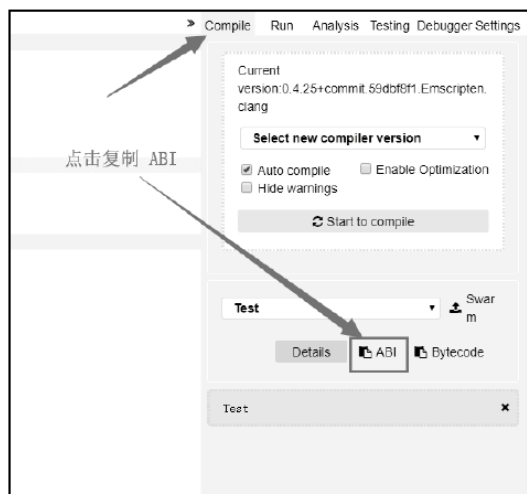 » Compile Run Analysis Testing Debugger Settings
Current
version:0.4.25+commit.59dbf8f1.Emscripten.
clang
Select new compiler version
点击复制 ABI
Auto compile Enable Optimization
Hide warnings
Start to compile
Test Swar
m
Details ABI Bytecode
Test ×